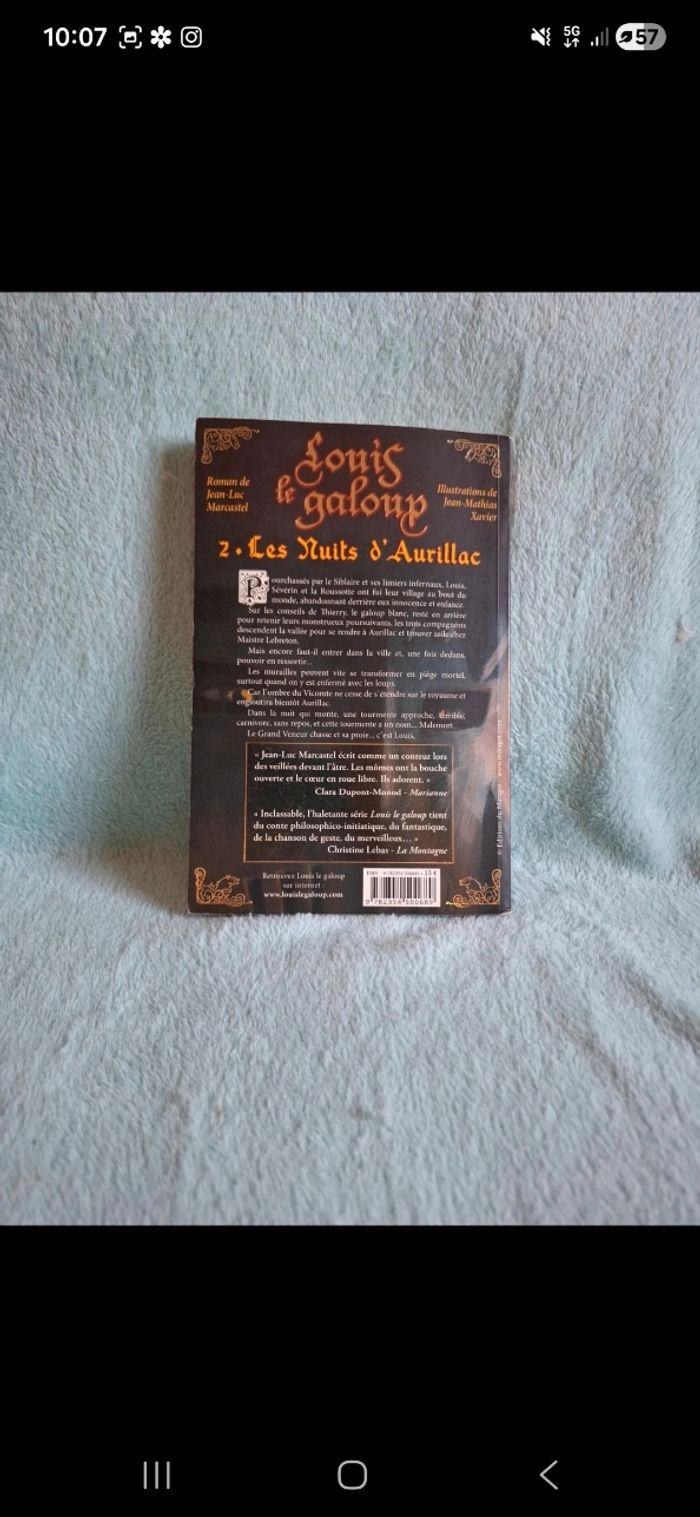 10:07
5G
57
Louis
le
galoup
Roman de
Jean-Luc
Marcastel
Illustrations de
Jean-Mathias
Xavier
2 • Les Nuits d'Aurillac
Pourchassés par le Siblaire et ses limiers infernaux, Louis,
Séverin et la Roussotte ont fui leur village au bout du
monde, abandonnant derrière eux innocence et enfance.
Sur les conseils de Thierry, le galoup blanc, resté en arrière
pour retenir leurs monstrueux poursuivants, les trois compagnons
descendent la vallée pour se rendre à Aurillac et trouver asile chez
Maistre Lebreton.
Mais encore faut-il entrer dans la ville et, une fois dedans,
pouvoir en ressortir...
Les murailles peuvent vite se transformer en piège mortel,
surtout quand on y est enfermé avec les loups.
Car l'ombre du Vicomte ne cesse de s'étendre sur le royaume et
engloutira bientôt Aurillac.
Dans la nuit qui monte, une tourmente approche, terrible,
carnivore, sans repos, et cette tourmente a un nom... Malemort.
Le Grand Veneur chasse et sa proie... c'est Louis.
« Jean-Luc Marcastel écrit comme un conteur lors
des veillées devant l'âtre. Les mômes ont la bouche
ouverte et le cœur en roue libre. Ils adorent. »
Clara Dupont-Monod - Marianne
« Inclassable, l'haletante série Louis le galoup tient
du conte philosophico-initiatique, du fantastique,
de la chanson de geste, du merveilleux... »
Christine Lebas - La Montagne
Retrouvez Louis le galoup
sur internet :
www.louislegaloup.com
ISBN : 9 782354 500689 15 €
9 782354 500689
© Éditions du Matagot